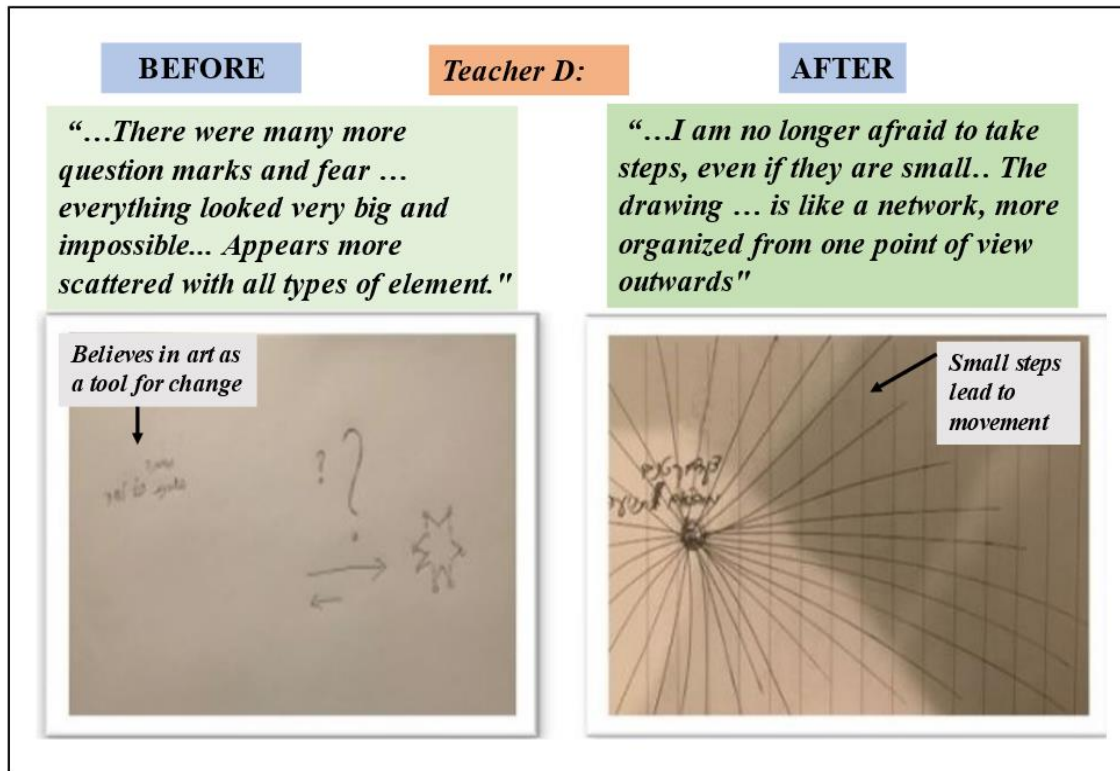 BEFORE
Teacher D:
AFTER
“…There were many more
question marks and fear …
everything looked very big and
impossible... Appears more
scattered with all types of element."
“…I am no longer afraid to take
steps, even if they are small.. The
drawing … is like a network, more
organized from one point of view
outwards"
Believes in art as
a tool for change
? ?
Small steps
lead to
movement